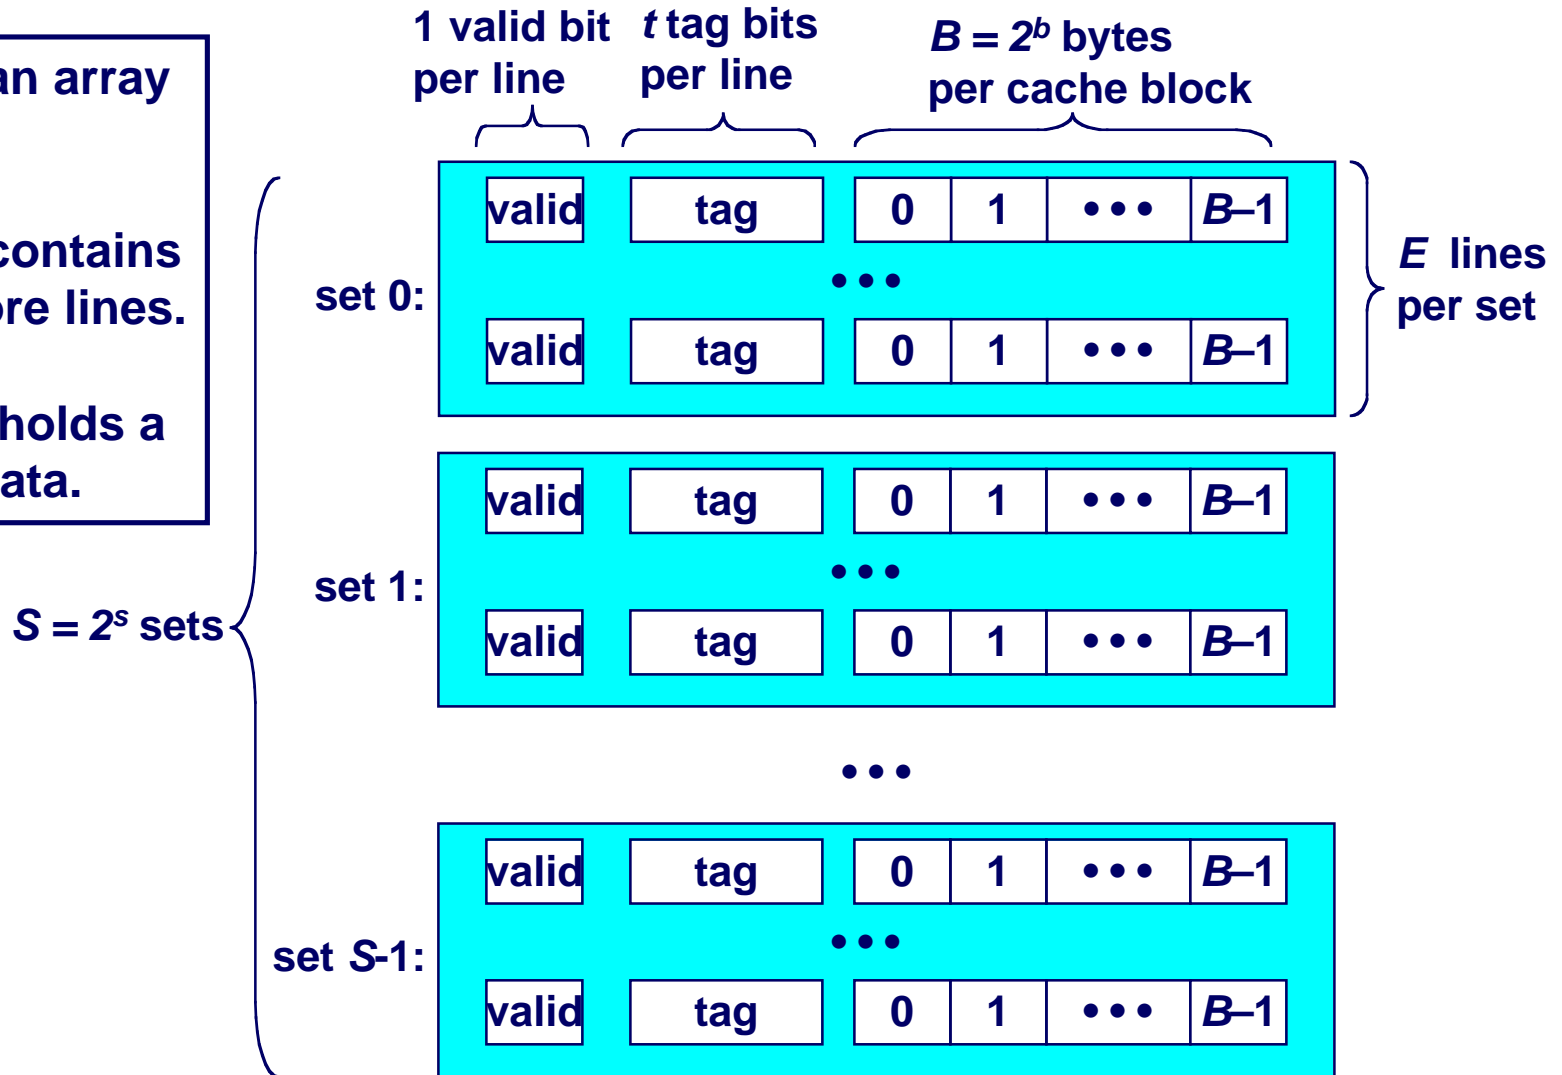 1 valid bit
per line
t tag bits
per line
B = 2^b bytes
per cache block
an array
contains
ore lines.
holds a
ata.
S = 2^s sets
set 0:
valid tag 0 1 ••• B–1
•••
valid tag 0 1 ••• B–1
E lines
per set
set 1:
valid tag 0 1 ••• B–1
•••
valid tag 0 1 ••• B–1
•••
set S-1:
valid tag 0 1 ••• B–1
•••
valid tag 0 1 ••• B–1